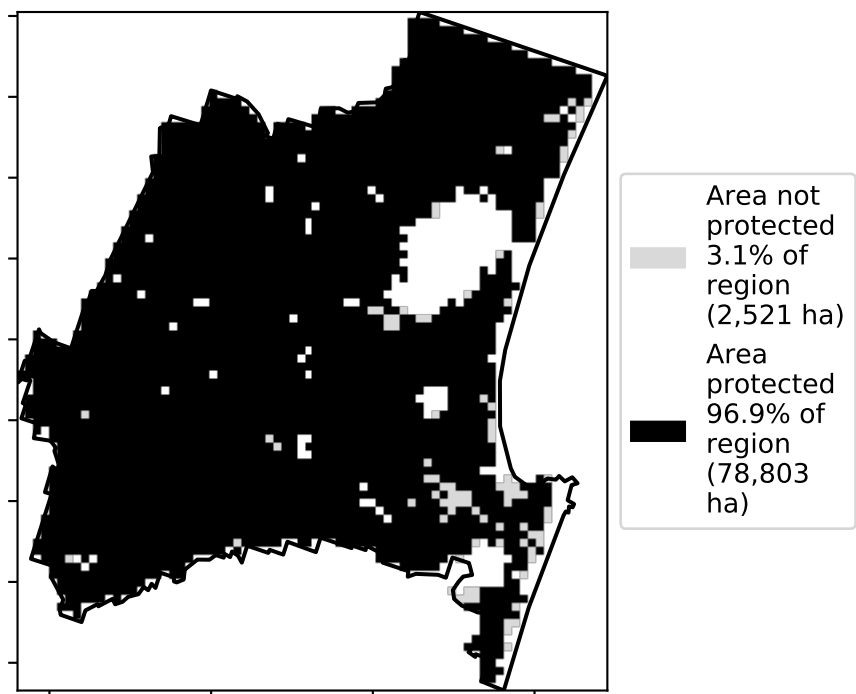 Area not
protected
3.1% of
region
(2,521 ha)
Area
protected
96.9% of
region
(78,803
ha)